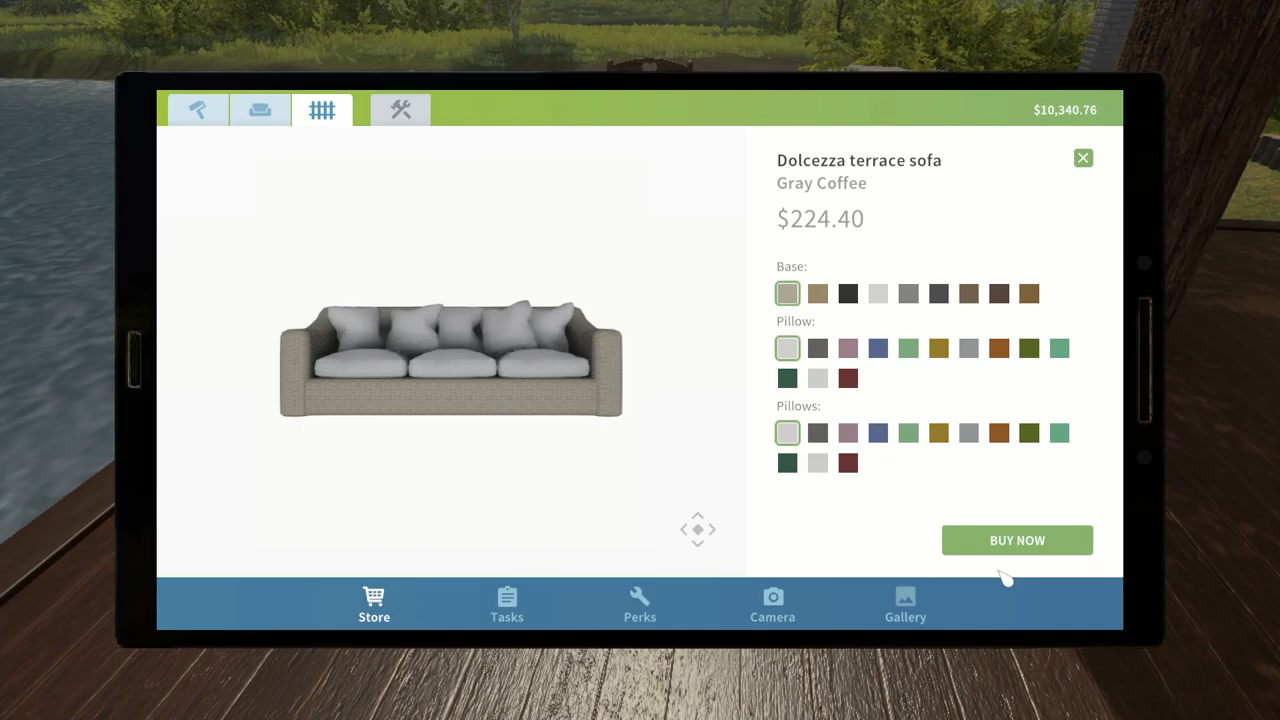 $10,340.76
Dolcezza terrace sofa
Gray Coffee
$224.40
Base:
Pillow:
Pillows:
BUY NOW
Store
Tasks
Perks
Camera
Gallery